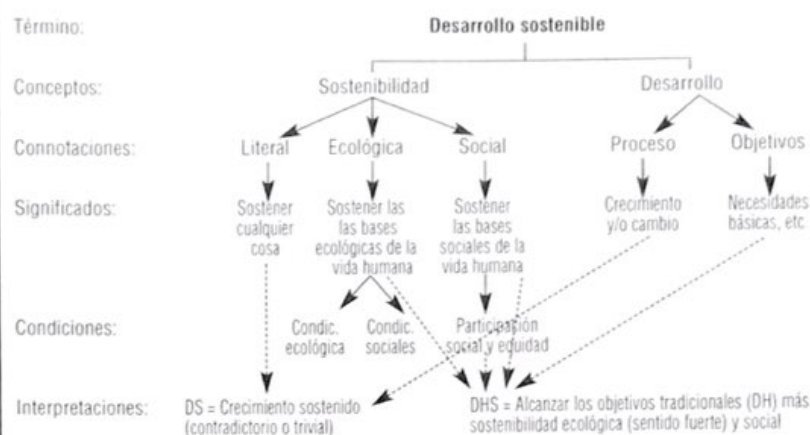 Término: Desarrollo sostenible
Conceptos: Sostenibilidad Desarrollo
Connotaciones: Literal Ecológica Social Proceso Objetivos
Significados: Sostener Sostener las Sostener Crecimiento Necesidades
cualquier las bases las bases y/o cambio básicas, etc.
cosa ecológicas de la sociales de la
vida humana vida humana
Condiciones: Condic. Condic. Participación
ecológica sociales social y equidad
Interpretaciones: DS = Crecimiento sostenido DHS = Alcanzar los objetivos tradicionales (DH) más
(contradictorio o trivial) sostenibilidad ecológica (sentido fuerte) y social